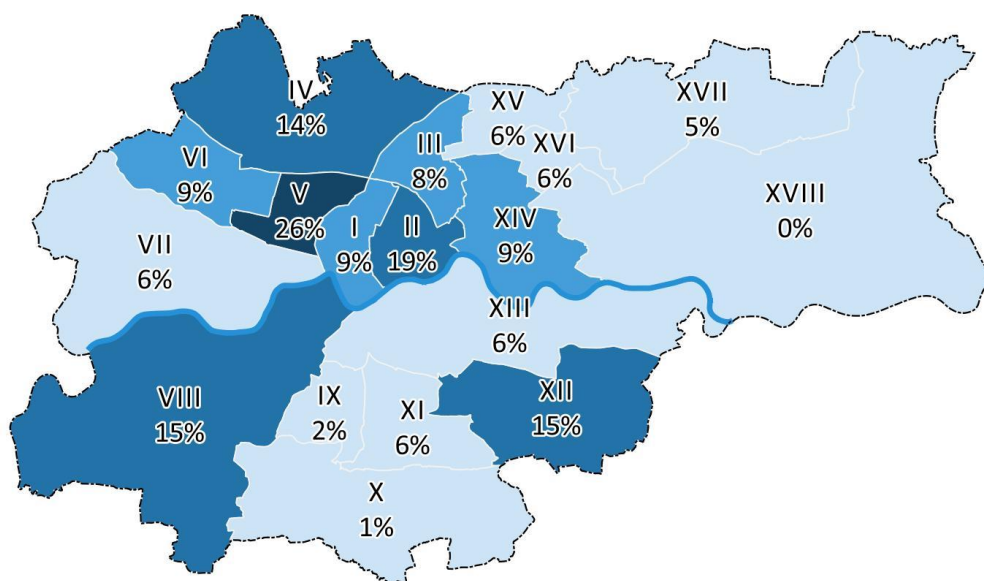 IV
14%
XV
6%
XVII
5%
III
8%
XVI
6%
VI
9%
V
26%
XVIII
0%
I
9%
II
19%
XIV
9%
VII
6%
XIII
6%
VIII
15%
IX
2%
XI
6%
XII
15%
X
1%